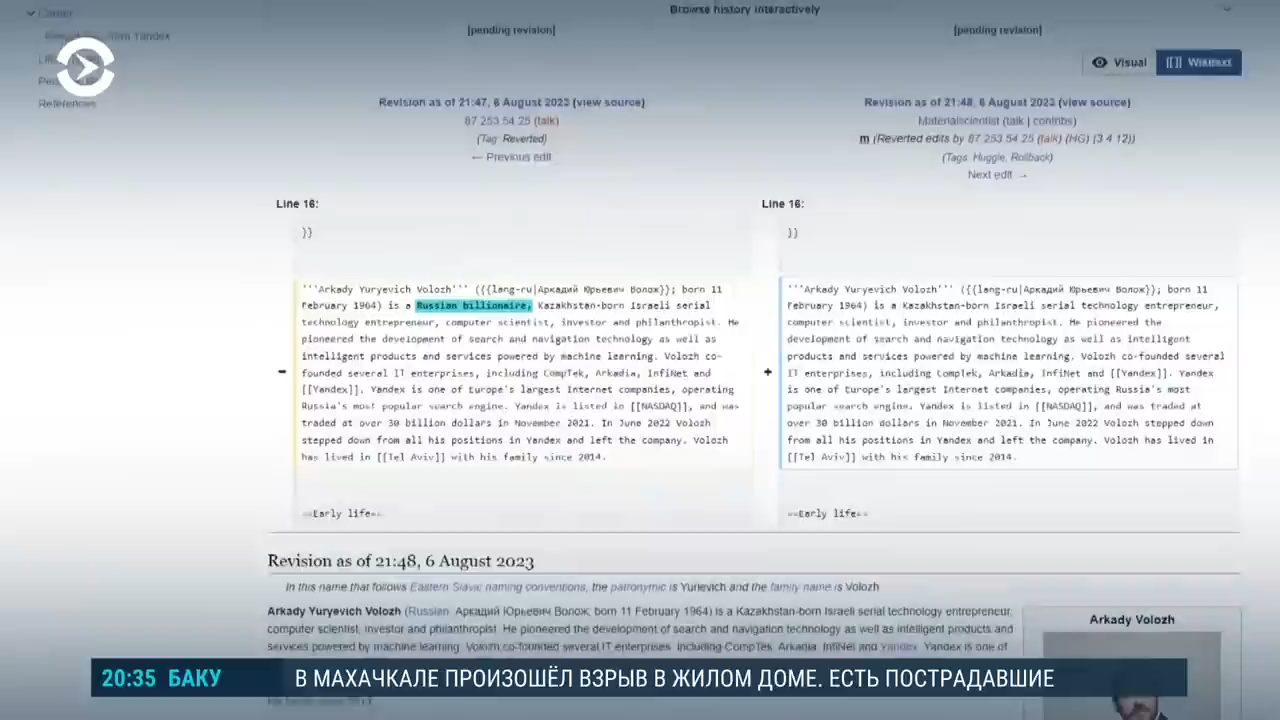 Career
Browse history interactively
[pending revision]
[pending revision]
References
Visual
[[]] Wikitext
Revision as of 21:47, 6 August 2023 (view source)
87 253 54 25 (talk)
(Tag: Reverted)
← Previous edit
Revision as of 21:48, 6 August 2023 (view source)
Materialscientist (talk | contribs)
m (Reverted edits by 87 253 54 25 (talk) (HG) (3 4 12))
(Tags: Huggle, Rollback)
Next edit →
Line 16:
}}
'''Arkady Yuryevich Volozh''' ({{lang-ru|Аркадий Юрьевич Волож}}; born 11
February 1964) is a Russian billionaire, Kazakhstan-born Israeli serial
technology entrepreneur, computer scientist, investor and philanthropist. He
pioneered the development of search and navigation technology as well as
intelligent products and services powered by machine learning. Volozh co-
founded several IT enterprises, including CompTek, Arkadia, InfiNet and
[[Yandex]]. Yandex is one of Europe's largest Internet companies, operating
Russia's most popular search engine. Yandex is listed in [[NASDAQ]], and was
traded at over 30 billion dollars in November 2021. In June 2022 Volozh
stepped down from all his positions in Yandex and left the company. Volozh
has lived in [[Tel Aviv]] with his family since 2014.
==Early life==
Line 16:
}}
'''Arkady Yuryevich Volozh''' ({{lang-ru|Аркадий Юрьевич Волож}}; born 11
February 1964) is a Kazakhstan-born Israeli serial technology entrepreneur,
computer scientist, investor and philanthropist. He pioneered the
development of search and navigation technology as well as intelligent
products and services powered by machine learning. Volozh co-founded several
IT enterprises, including CompTek, Arkadia, InfiNet and [[Yandex]]. Yandex
is one of Europe's largest Internet companies, operating Russia's most
popular search engine. Yandex is listed in [[NASDAQ]], and was traded at
over 30 billion dollars in November 2021. In June 2022 Volozh stepped down
from all his positions in Yandex and left the company. Volozh has lived in
[[Tel Aviv]] with his family since 2014.
==Early life==
Revision as of 21:48, 6 August 2023
In this name that follows Eastern Slavic naming conventions, the patronymic is Yurievich and the family name is Volozh
Arkady Yuryevich Volozh (Russian: Аркадий Юрьевич Волож; born 11 February 1964) is a Kazakhstan-born Israeli serial technology entrepreneur,
computer scientist, investor and philanthropist. He pioneered the development of search and navigation technology as well as intelligent products and
services powered by machine learning. Volozh co-founded several IT enterprises, including CompTek, Arkadia, InfiNet and Yandex. Yandex is one of
Arkady Volozh
20:35 БАКУ
В МАХАЧКАЛЕ ПРОИЗОШЁЛ ВЗРЫВ В ЖИЛОМ ДОМЕ. ЕСТЬ ПОСТРАДАВШИЕ